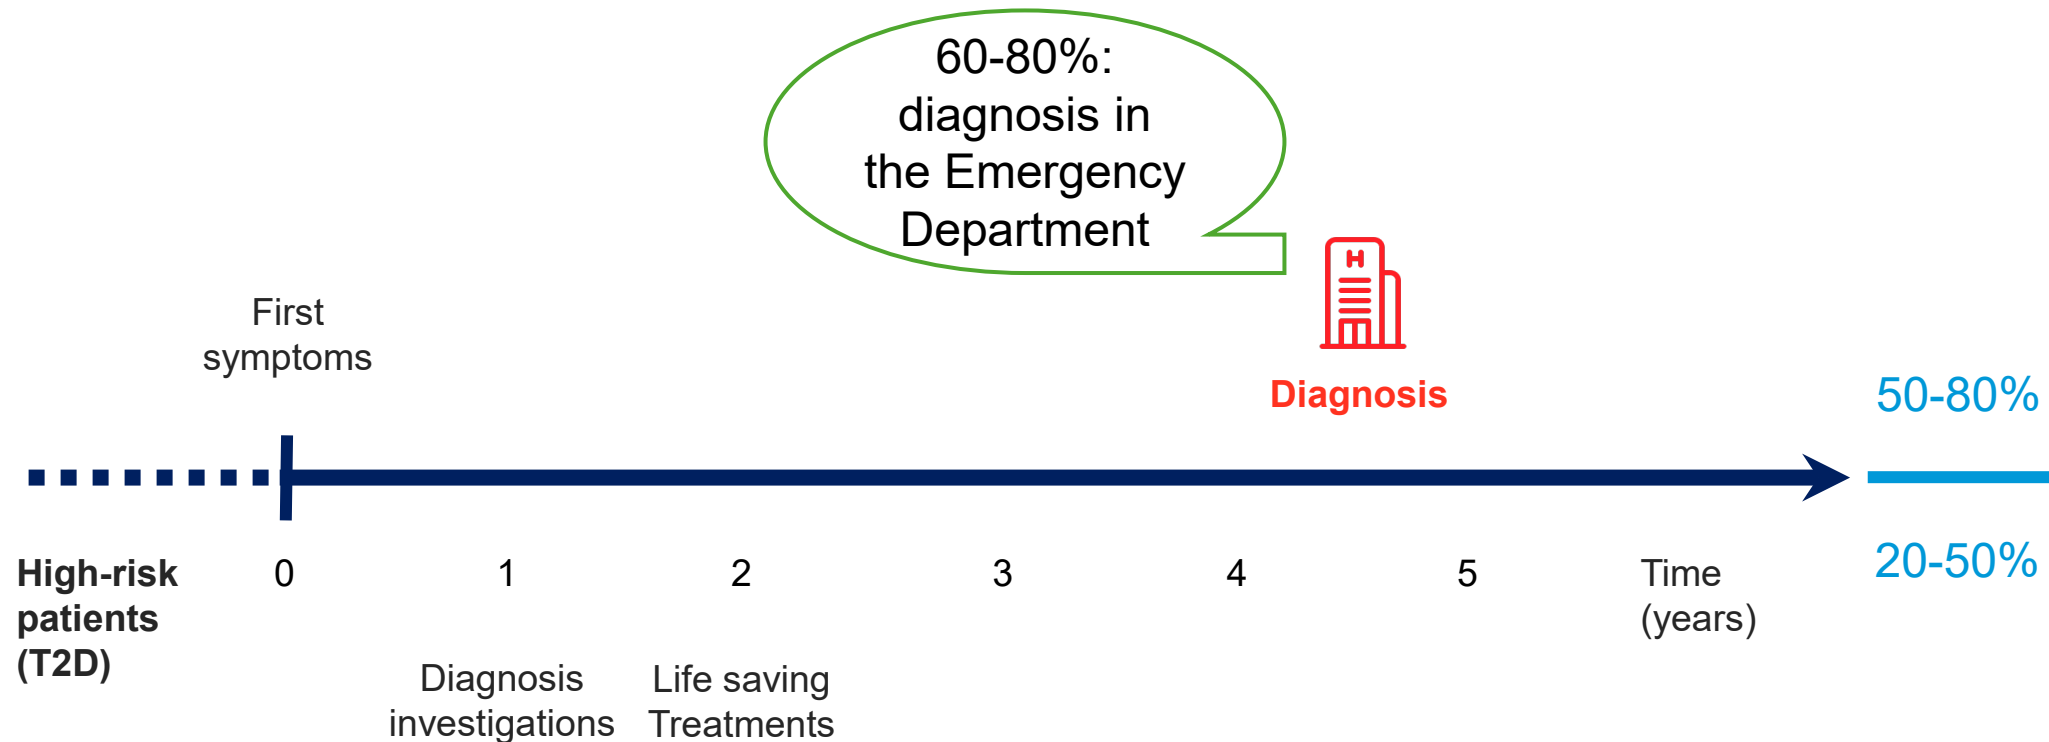 60-80%:
diagnosis in
the Emergency
Department
H
First
symptoms
Diagnosis
50-80%
20-50%
High-risk
patients
(T2D)
0
1
2
3
4
5
Time
(years)
Diagnosis
investigations
Life saving
Treatments